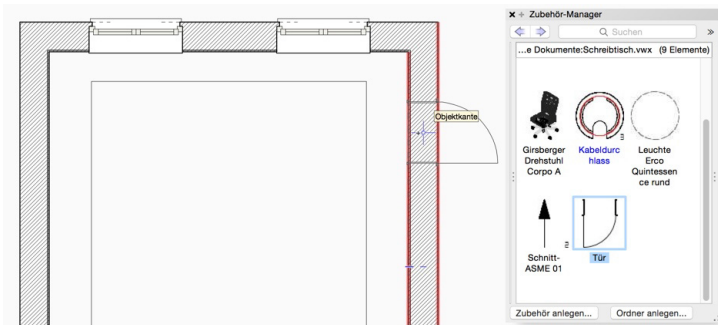 Zubehör-Manager
Suchen
...e Dokumente:Schreibtisch.vwx (9 Elemente)
Objektkante
Girsberger
Drehstuhl
Corpo A
Kabeldurc
hlass
Leuchte
Erco
Quintessen
ce rund
Schnitt-
ASME 01
Tür
Zubehör anlegen...
Ordner anlegen...